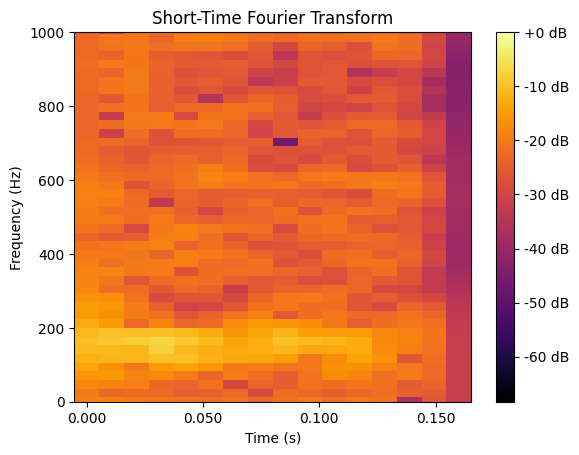 Short-Time Fourier Transform
1000
800
600
400
200
0
Frequency (Hz)
0.000
0.050
0.100
0.150
Time (s)
+0 dB
-10 dB
-20 dB
-30 dB
-40 dB
-50 dB
-60 dB